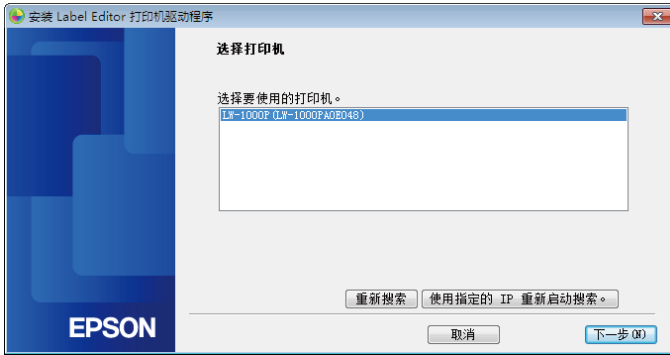 安装 Label Editor 打印机驱动程序
选择打印机
选择要使用的打印机。
LW-1000P(LW-1000PA0E048)
重新搜索 使用指定的 IP 重新启动搜索。
EPSON
取消 下一步(N)